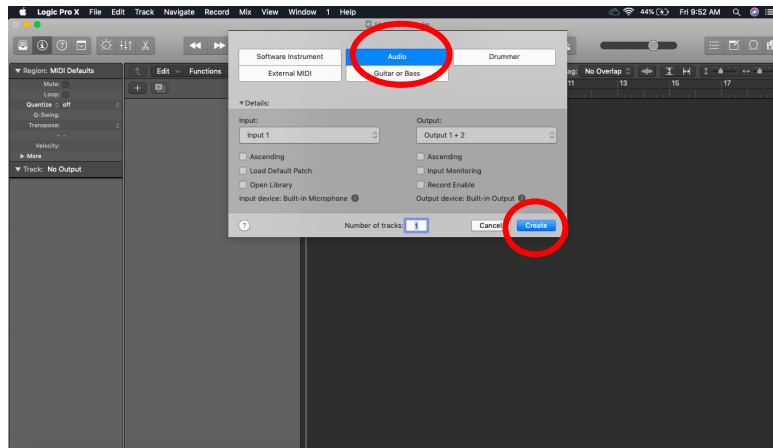 Logic Pro X File Edit Track Navigate Record Mix View Window 1 Help 44% Fri 9:52 AM
Software Instrument Audio Drummer
External MIDI Guitar or Bass
Region: MIDI Defaults
Edit Functions
No Overlap
Mute:
Loop:
Quantize off
Q-Swing:
Transpose:
Velocity:
More
Track: No Output
11 13 15 17
Details:
Input: Output:
Input 1 Output 1 + 2
Ascending Ascending
Load Default Patch Input Monitoring
Open Library Record Enable
Input device: Built-in Microphone Output device: Built-in Output
? Number of tracks: 1 Cancel Create